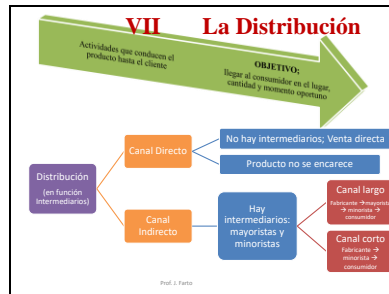 VII La Distribución
Actividades que conducen el
producto hasta el cliente
OBJETIVO;
llegar al consumidor en el lugar,
cantidad y momento oportuno
Distribución
(en función
Intermediarios)
Canal Directo
No hay intermediarios; Venta directa
Producto no se encarece
Canal
Indirecto
Hay
intermediarios:
mayoristas y
minoristas
Canal largo
Fabricante →mayorista
→ minorista →
consumidor
Canal corto
Fabricante →
minorista →
consumidor
Prof. J. Farto